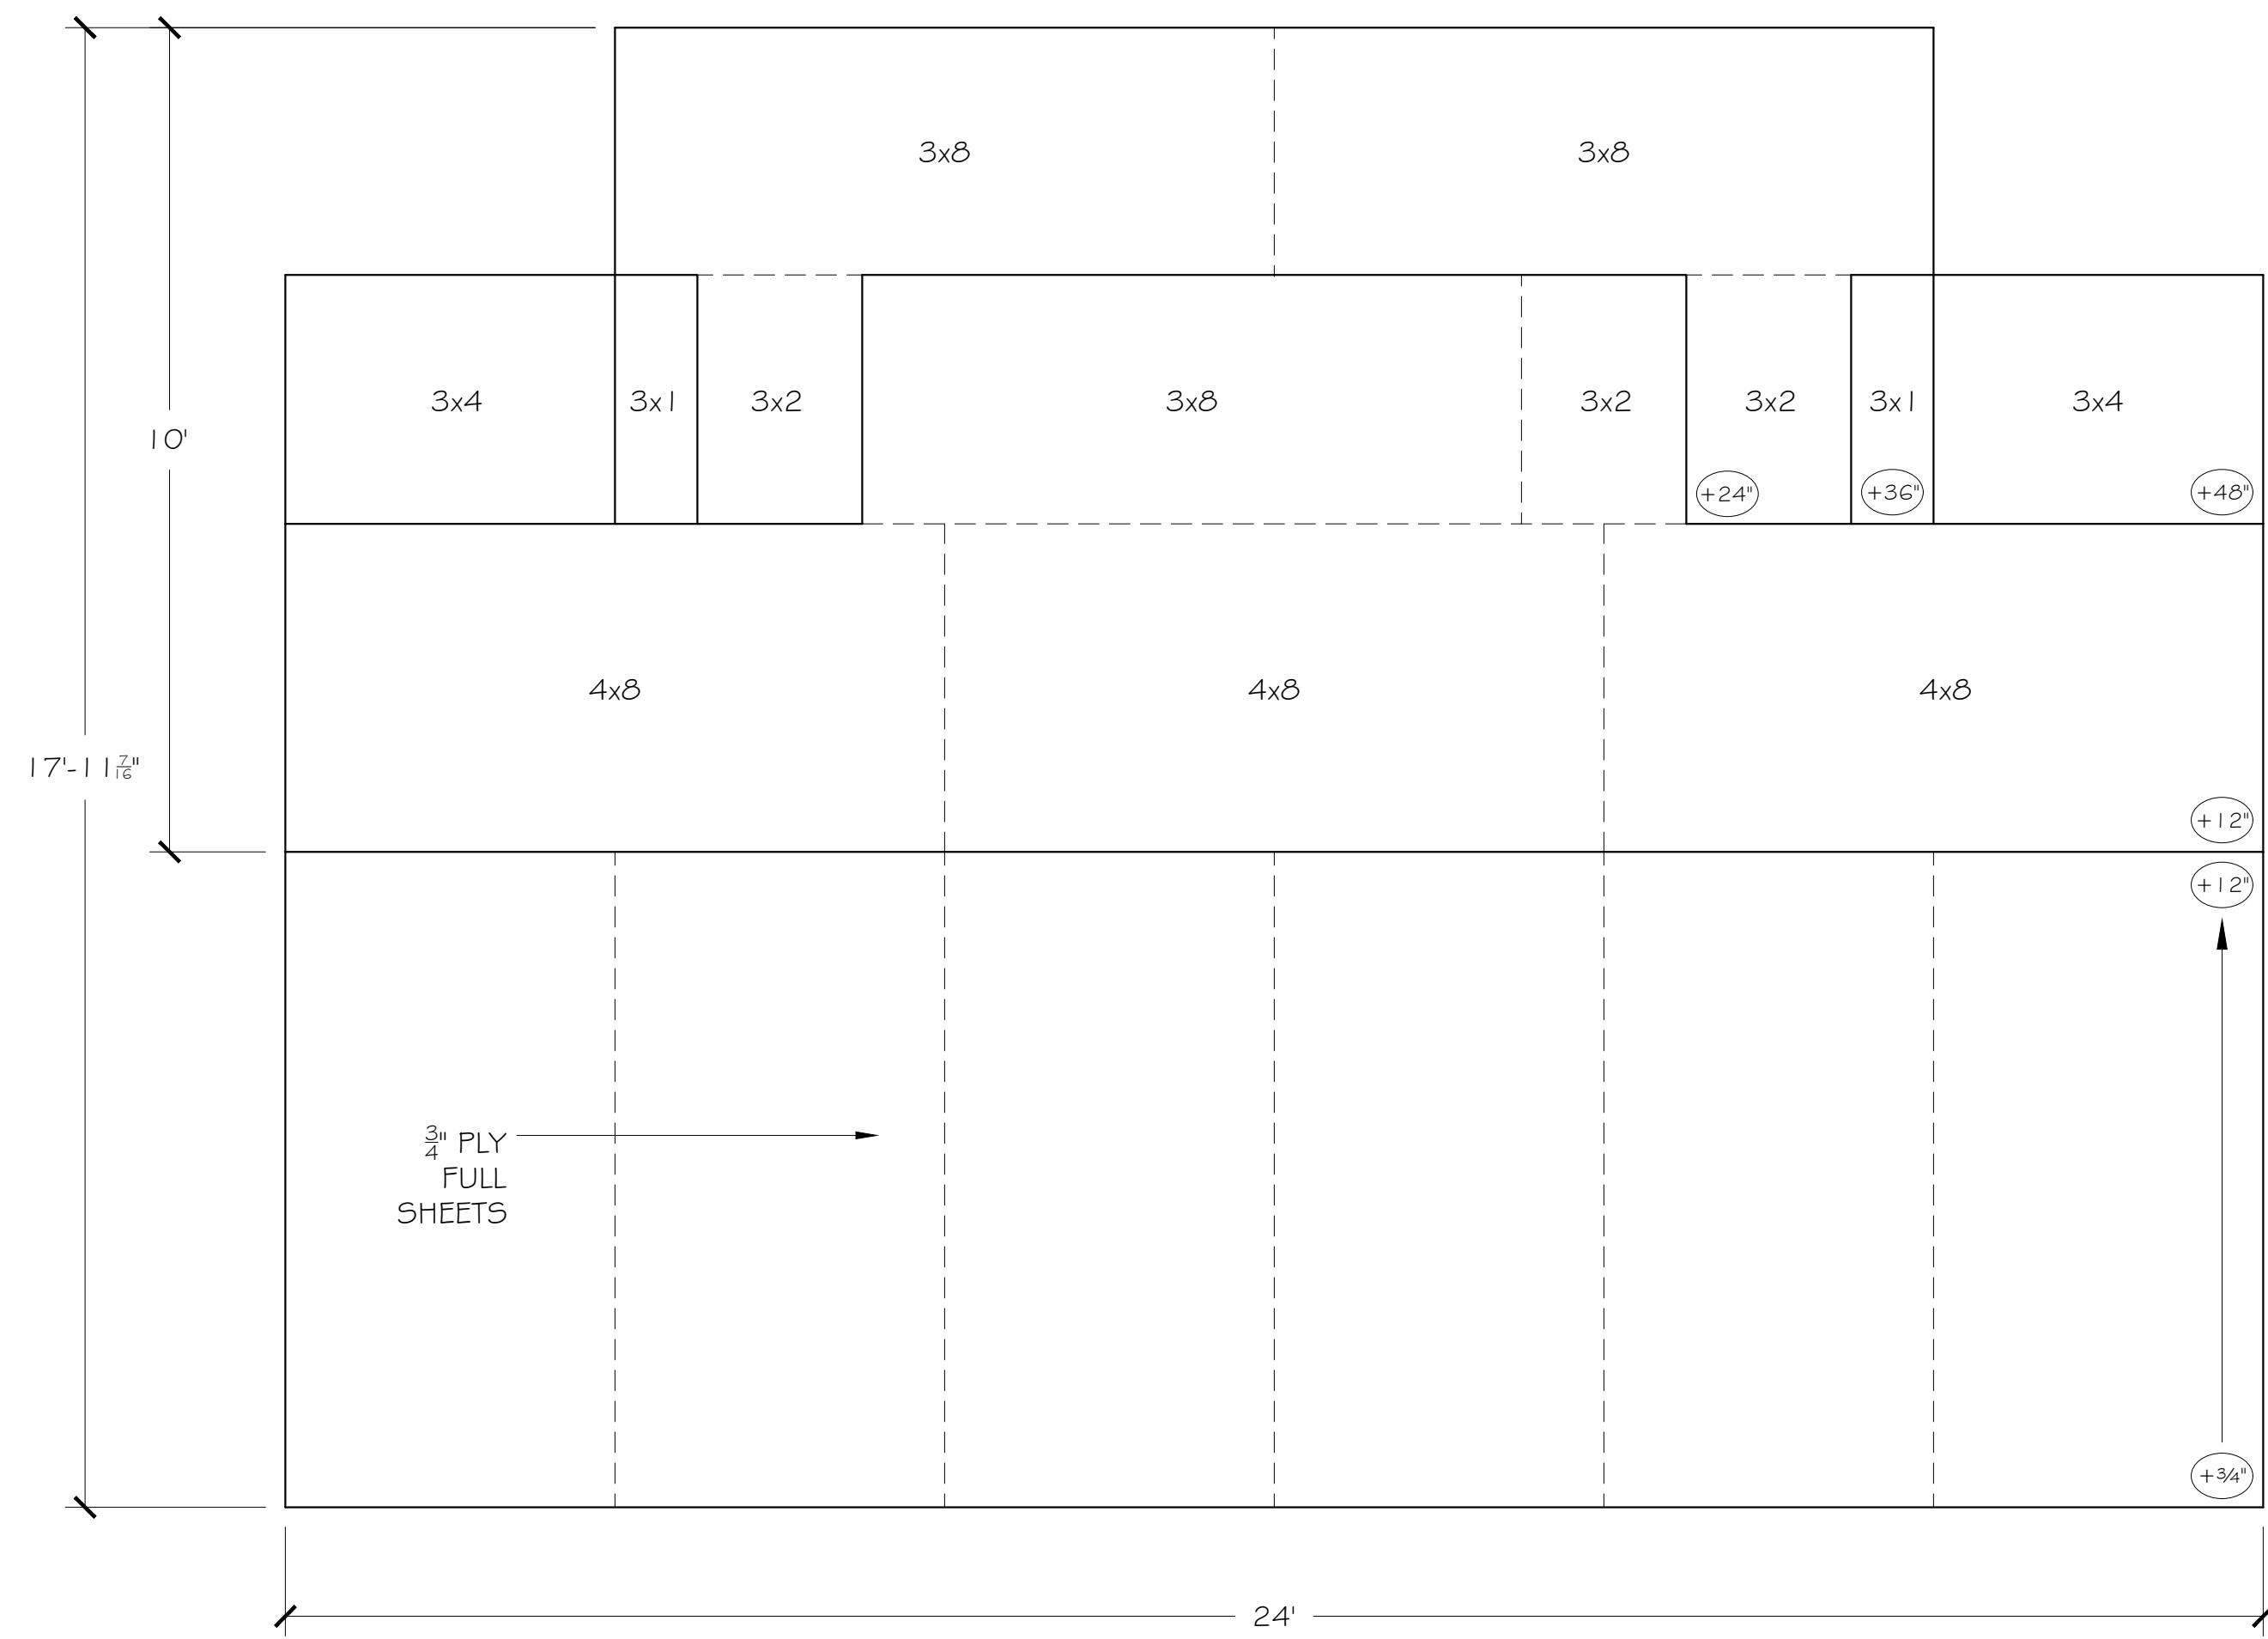 3x8
3x8
3x4
3x1
3x2
3x8
3x2
3x2
3x1
3x4
10'
+24"
+36"
+48"
4x8
4x8
4x8
17'-11 7/16"
+12"
+12"
3/4" PLY
FULL
SHEETS
+3/4"
24'